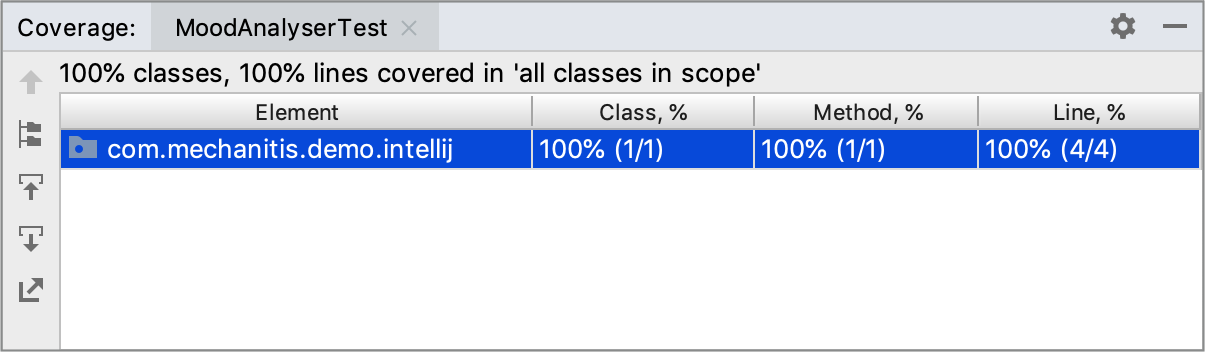 Coverage: MoodAnalyserTest
100% classes, 100% lines covered in 'all classes in scope'
Element Class, % Method, % Line, %
com.mechanitis.demo.intellij 100% (1/1) 100% (1/1) 100% (4/4)